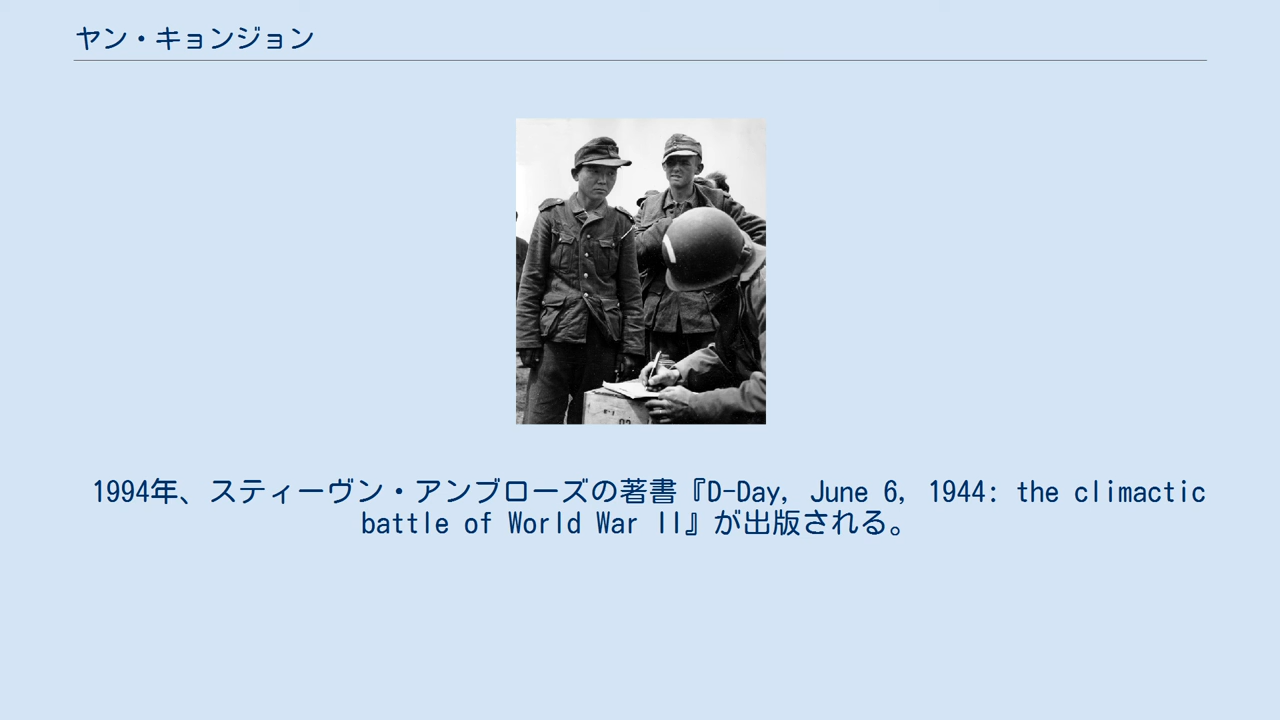 ヤン・キョンジョン
1994年、スティーヴン・アンブローズの著書『D-Day, June 6, 1944: the climactic
battle of World War II』が出版される。